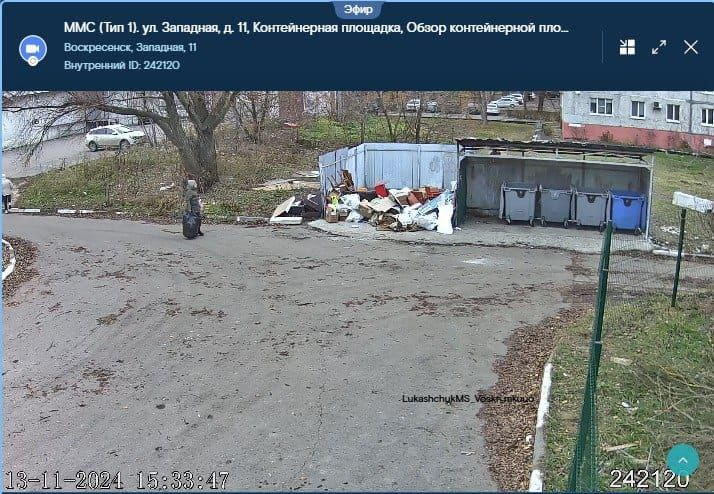 Эфир
ММС (Тип 1). ул. Западная, д. 11, Контейнерная площадка, Обзор контейнерной пло...
Воскресенск, Западная, 11
Внутренний ID: 242120
LukashchukMS_Voskr_mkuuo
13-11-2024 15:33:47
242120